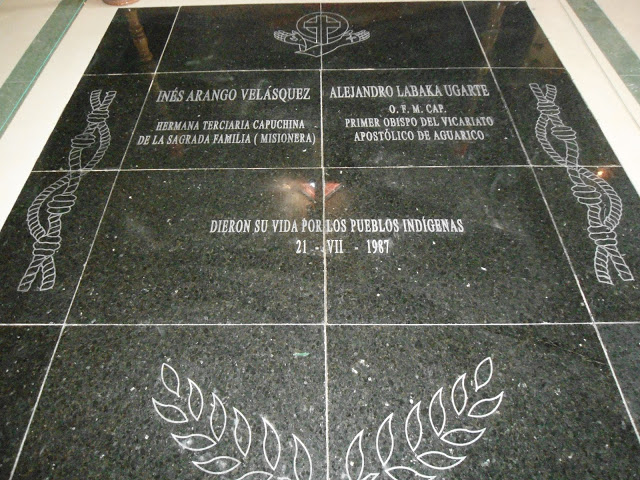 INÉS ARANGO VELÁSQUEZ
HERMANA TERCIARIA CAPUCHINA
DE LA SAGRADA FAMILIA ( MISIONERA )
ALEJANDRO LABAKA UGARTE
O. F. M. CAP.
PRIMER OBISPO DEL VICARIATO
APOSTÓLICO DE AGUARICO
DIERON SU VIDA POR LOS PUEBLOS INDÍGENAS
21 - VII - 1987